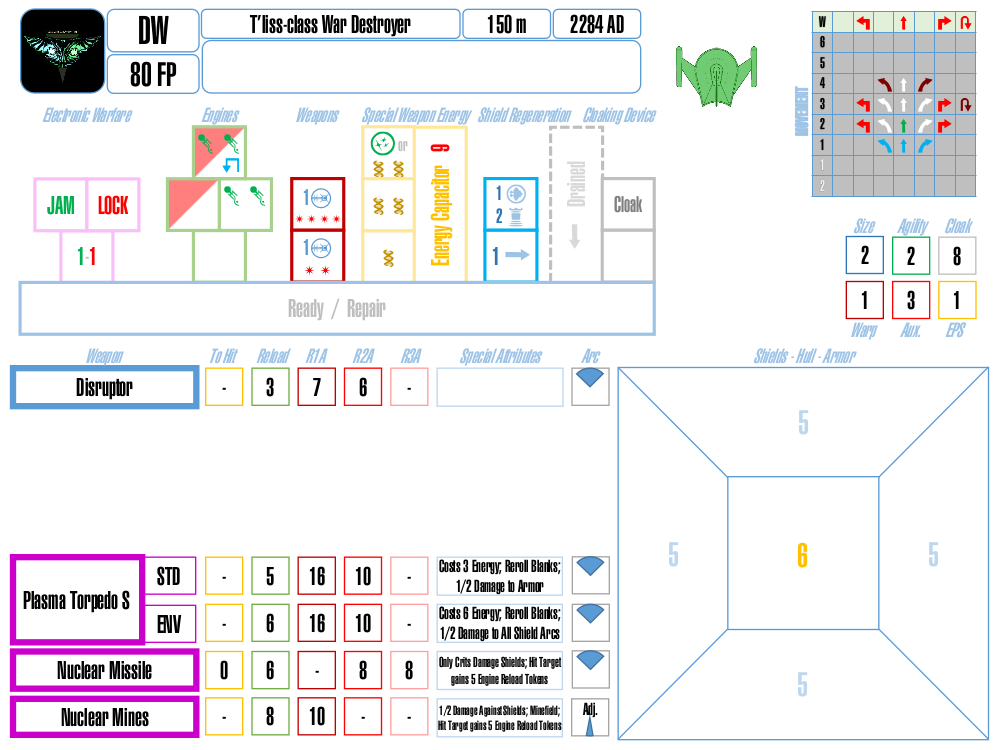 DW
T'liss-class War Destroyer
150 m
2284 AD
80 FP
W
6
5
4
3
2
1
1
2
MOVEMENT
Electronic Warfare
Engines
Weapons
Special Weapon Energy
Shield Regeneration
Cloaking Device
or
Energy Capacitor 9
Drained
JAM
LOCK
1
1
2
Cloak
1-1
1
1
Ready / Repair
Size
Agility
Cloak
2
2
8
1
3
1
Warp
Aux.
EPS
Weapon
To Hit
Reload
R1A
R2A
R3A
Special Attributes
Arc
Shields - Hull - Armor
Disruptor
-
3
7
6
-
5
5
6
5
5
Plasma Torpedo S
STD
-
5
16
10
-
Costs 3 Energy; Reroll Blanks;
1/2 Damage to Armor
ENV
-
6
16
10
-
Costs 6 Energy; Reroll Blanks;
1/2 Damage to All Shield Arcs
Nuclear Missile
0
6
-
8
8
Only Crits Damage Shields; Hit Target
gains 5 Engine Reload Tokens
Nuclear Mines
-
8
10
-
-
1/2 Damage Against Shields; Minefield;
Hit Target gains 5 Engine Reload Tokens
Adj.